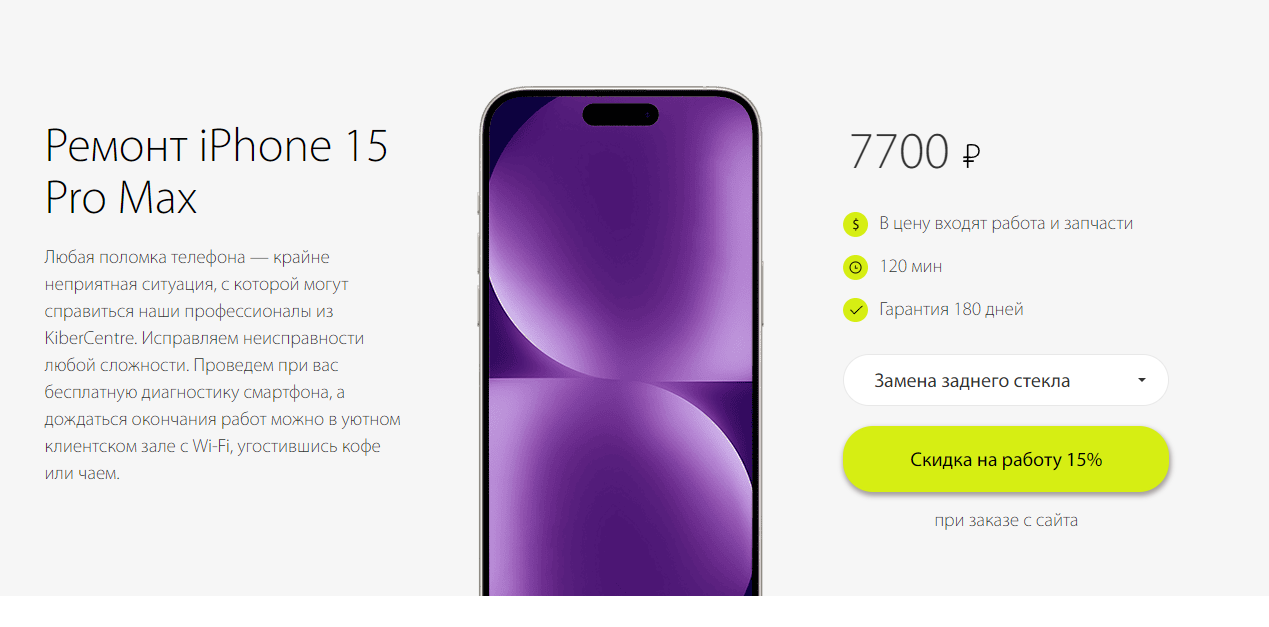 Ремонт iPhone 15
Pro Max
Любая поломка телефона — крайне
неприятная ситуация, с которой могут
справиться наши профессионалы из
KiberCentre. Исправляем неисправности
любой сложности. Проведем при вас
бесплатную диагностику смартфона, а
дождаться окончания работ можно в уютном
клиентском зале с Wi-Fi, угостившись кофе
или чаем.
7700 ₽
$ В цену входят работа и запчасти
120 мин
Гарантия 180 дней
Замена заднего стекла
Скидка на работу 15%
при заказе с сайта